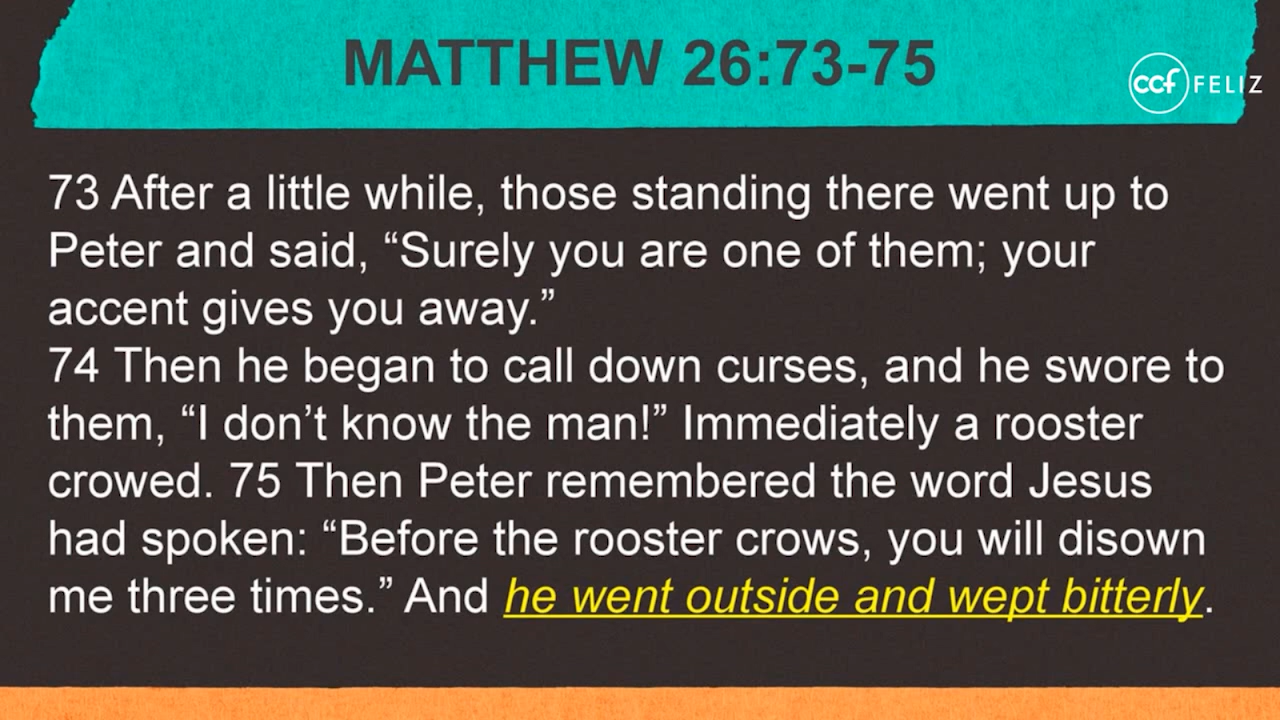 MATTHEW 26:73-75
ccf FELIZ
73 After a little while, those standing there went up to
Peter and said, “Surely you are one of them; your
accent gives you away.”
74 Then he began to call down curses, and he swore to
them, “I don’t know the man!” Immediately a rooster
crowed. 75 Then Peter remembered the word Jesus
had spoken: “Before the rooster crows, you will disown
me three times.” And he went outside and wept bitterly.